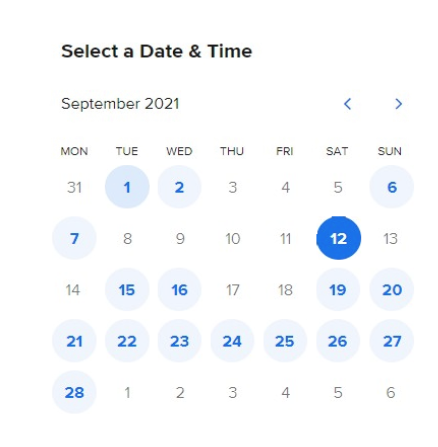 Select a Date & Time
September 2021
MON TUE WED THU FRI SAT SUN
31 1 2 3 4 5 6
7 8 9 10 11 12 13
14 15 16 17 18 19 20
21 22 23 24 25 26 27
28 1 2 3 4 5 6